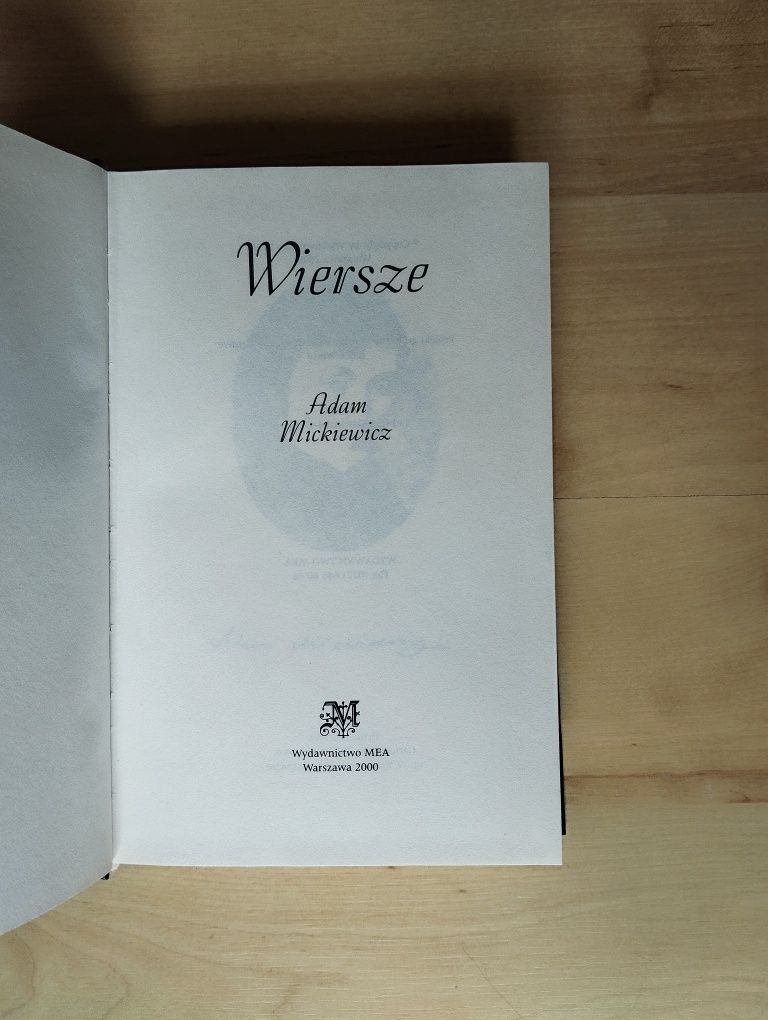 Wiersze
Adam
Mickiewicz
M
Wydawnictwo MEA
Warszawa 2000